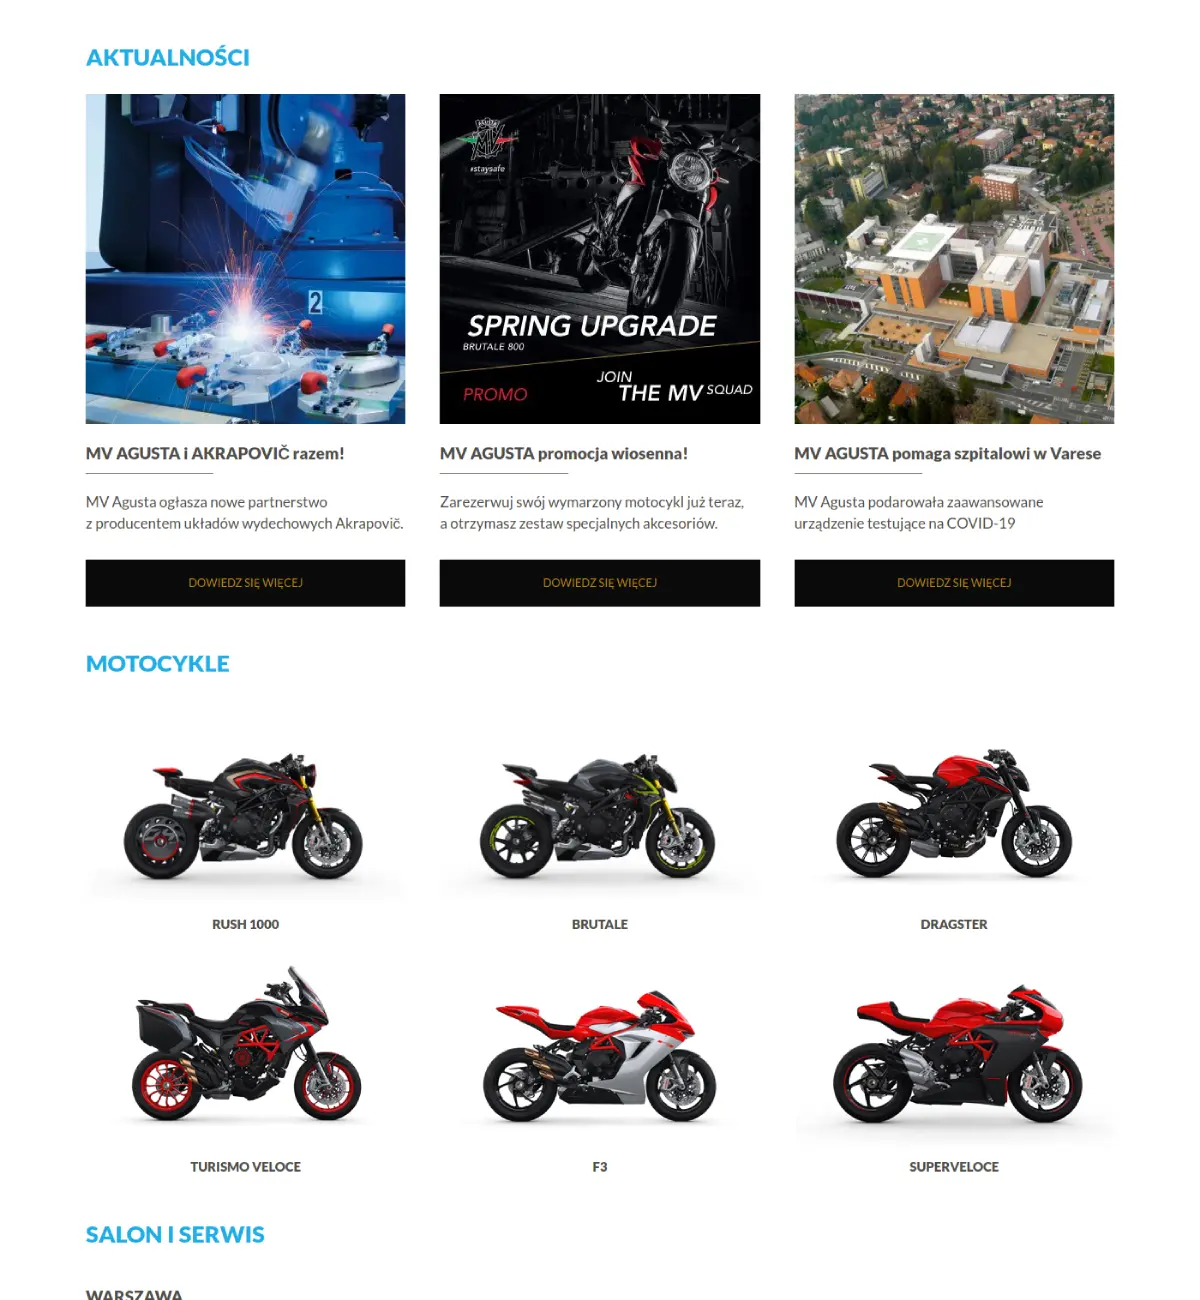 AKTUALNOŚCI
MV
#staysafe
2
SPRING UPGRADE
BRUTALE 800
PROMO
JOIN
THE MV SQUAD
MV AGUSTA i AKRAPOVIČ razem!
MV Agusta ogłasza nowe partnerstwo
z producentem układów wydechowych Akrapovič.
DOWIEDZ SIĘ WIĘCEJ
MV AGUSTA promocja wiosenna!
Zarezerwuj swój wymarzony motocykl już teraz,
a otrzymasz zestaw specjalnych akcesoriów.
DOWIEDZ SIĘ WIĘCEJ
MV AGUSTA pomaga szpitalowi w Varese
MV Agusta podarowała zaawansowane
urządzenie testujące na COVID-19
DOWIEDZ SIĘ WIĘCEJ
MOTOCYKLE
RUSH 1000
BRUTALE
DRAGSTER
TURISMO VELOCE
F3
SUPERVELOCE
SALON I SERWIS
WARSZAWA